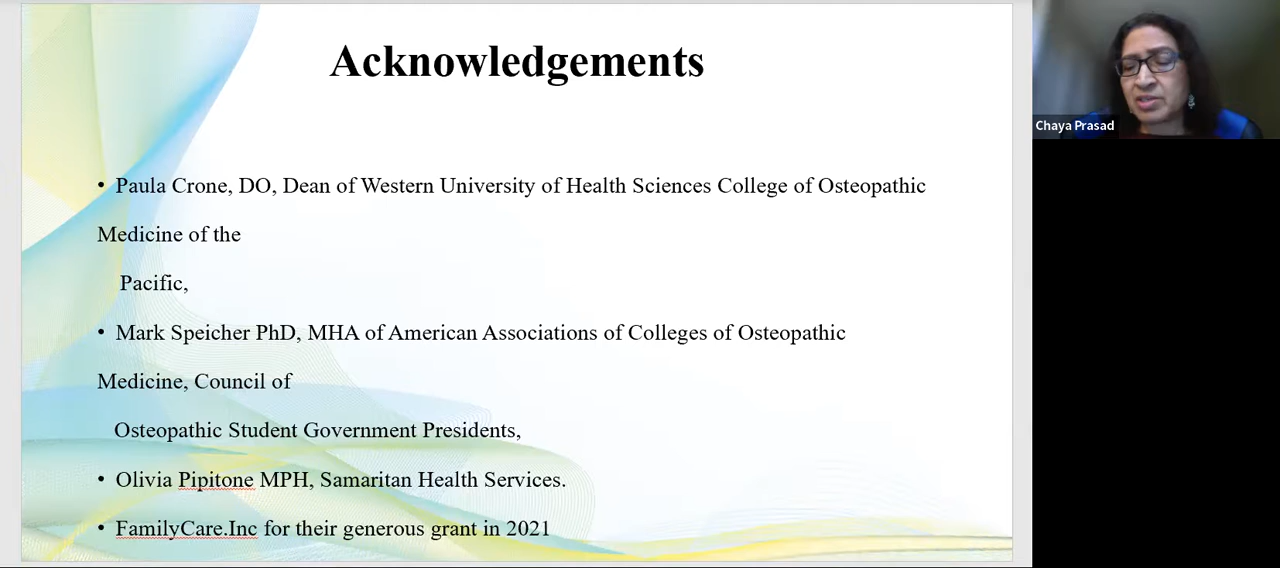 Acknowledgements
• Paula Crone, DO, Dean of Western University of Health Sciences College of Osteopathic
Medicine of the
Pacific,
• Mark Speicher PhD, MHA of American Associations of Colleges of Osteopathic
Medicine, Council of
Osteopathic Student Government Presidents,
• Olivia Pipitone MPH, Samaritan Health Services.
• FamilyCare.Inc for their generous grant in 2021
Chaya Prasad